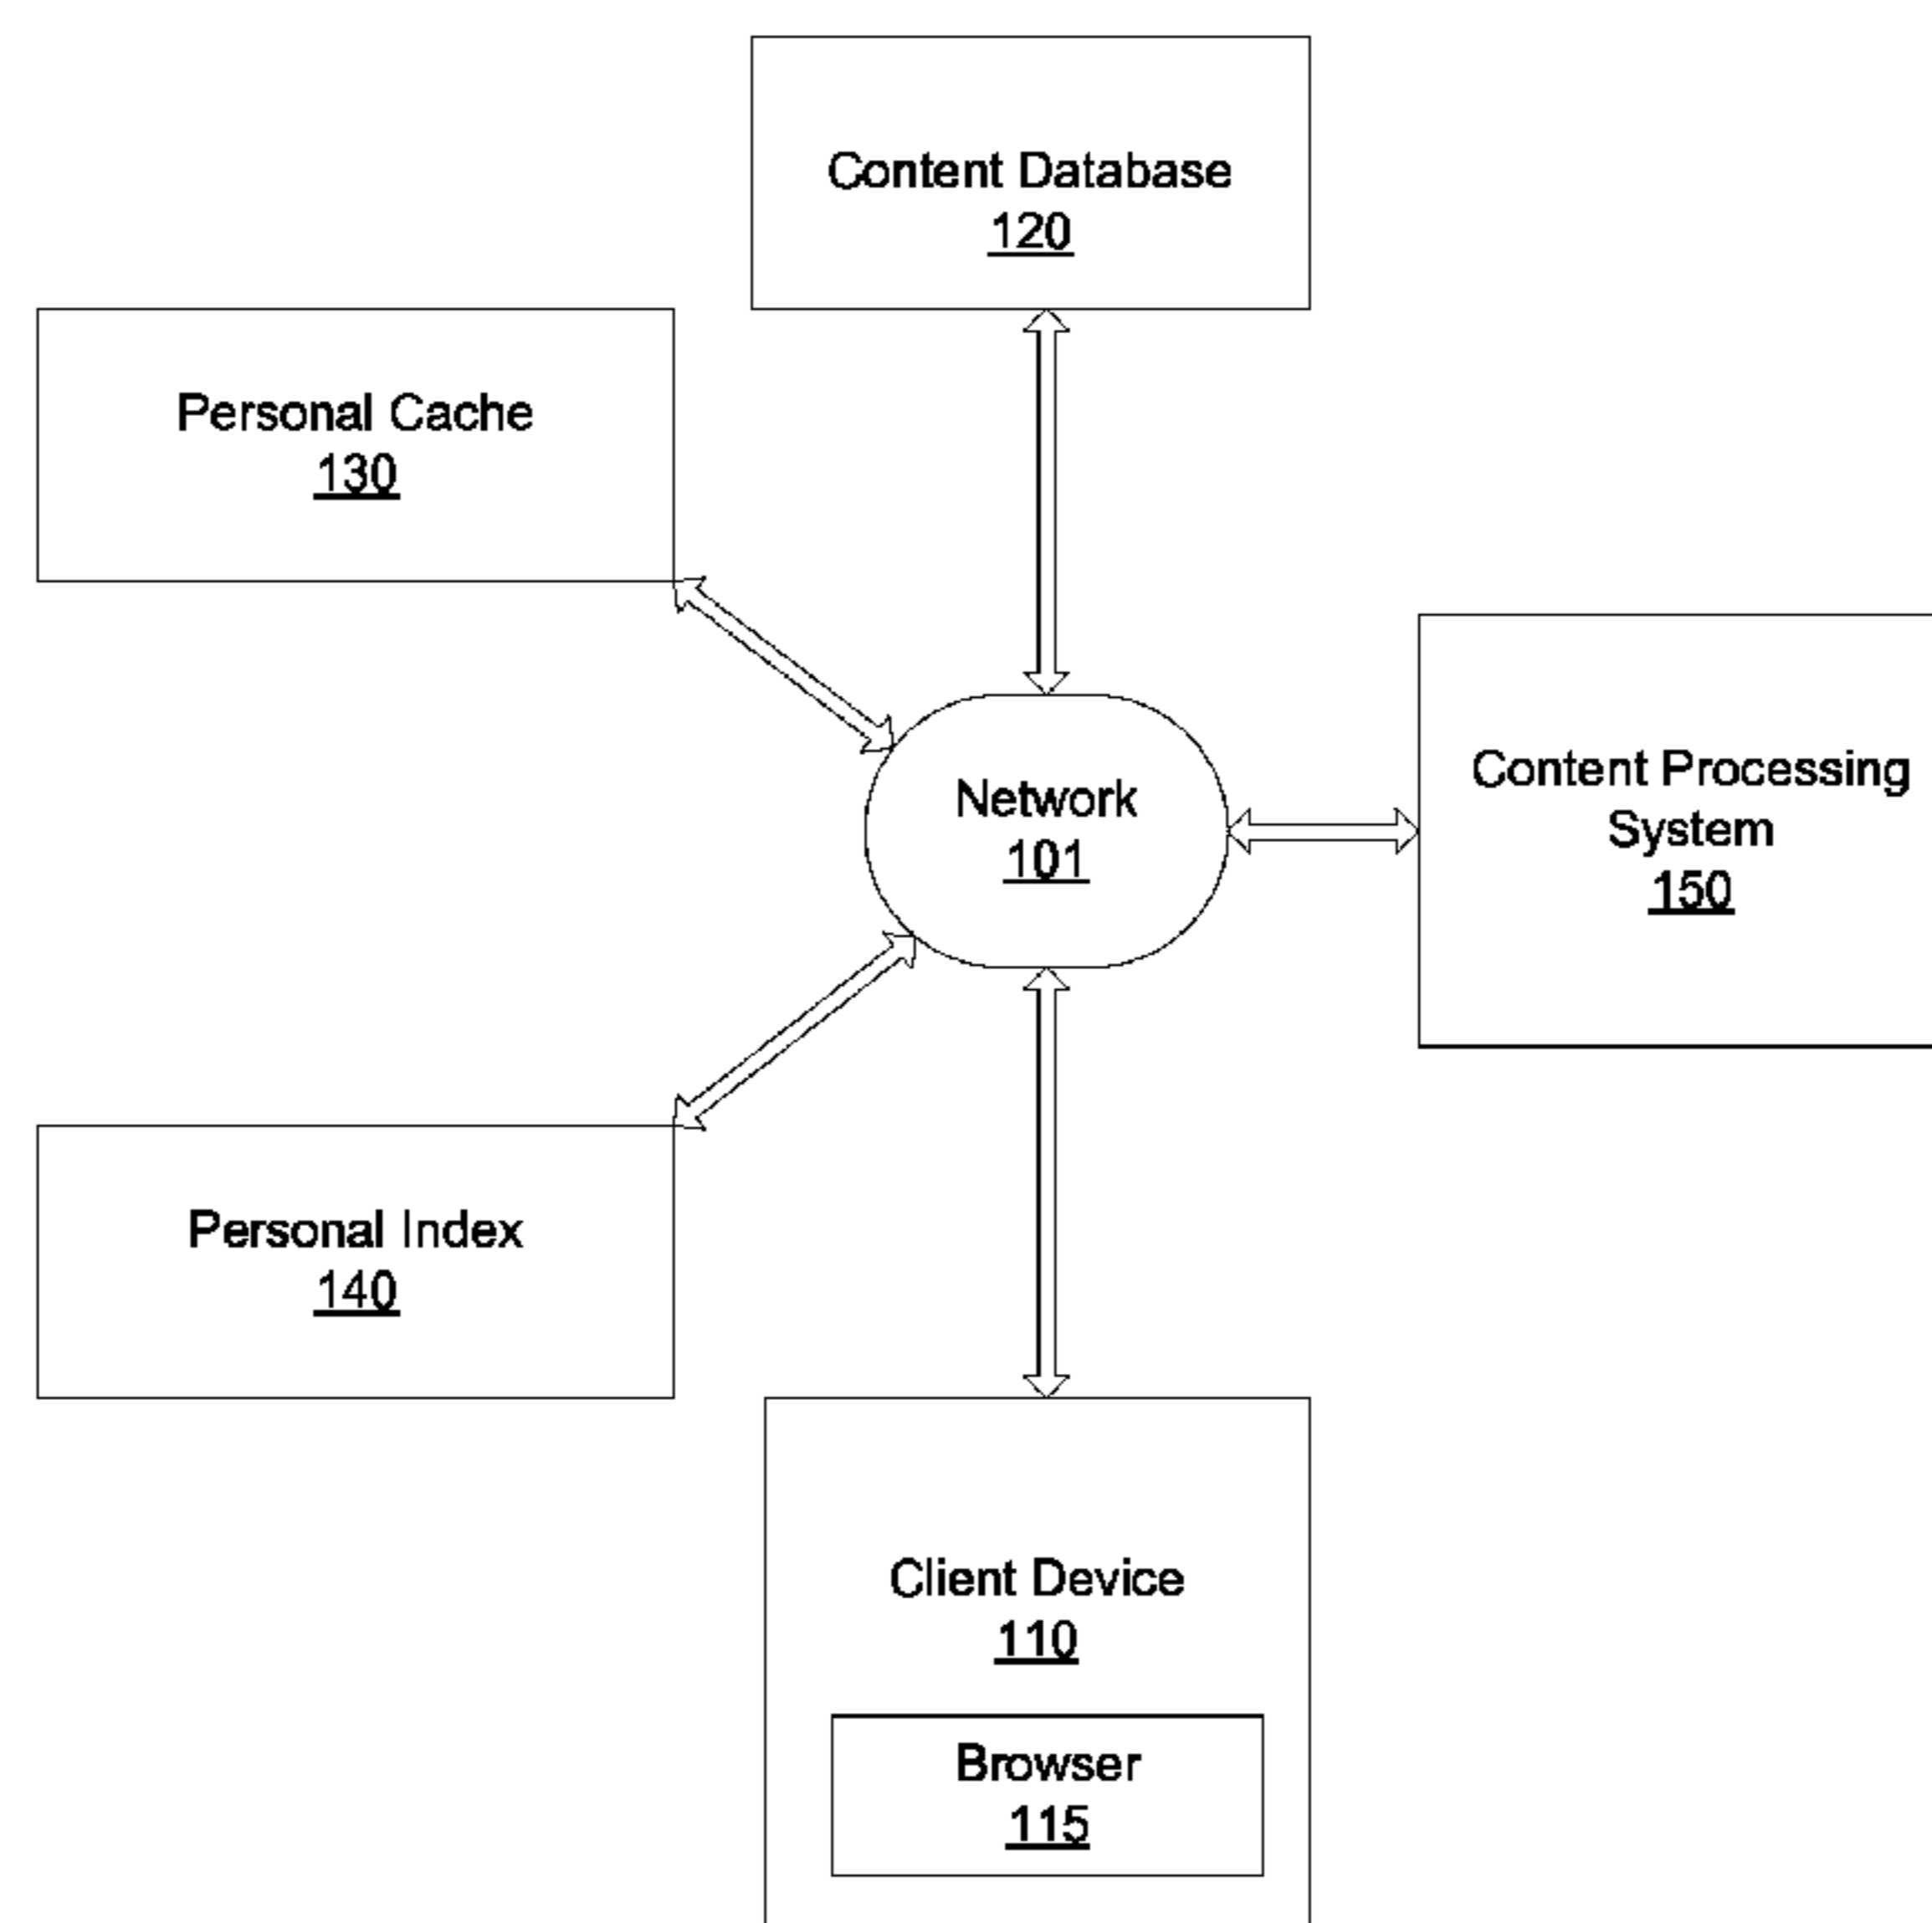 Content Database
120
Personal Cache
130
Network
101
Content Processing
System
150
Personal Index
140
Client Device
110
Browser
115